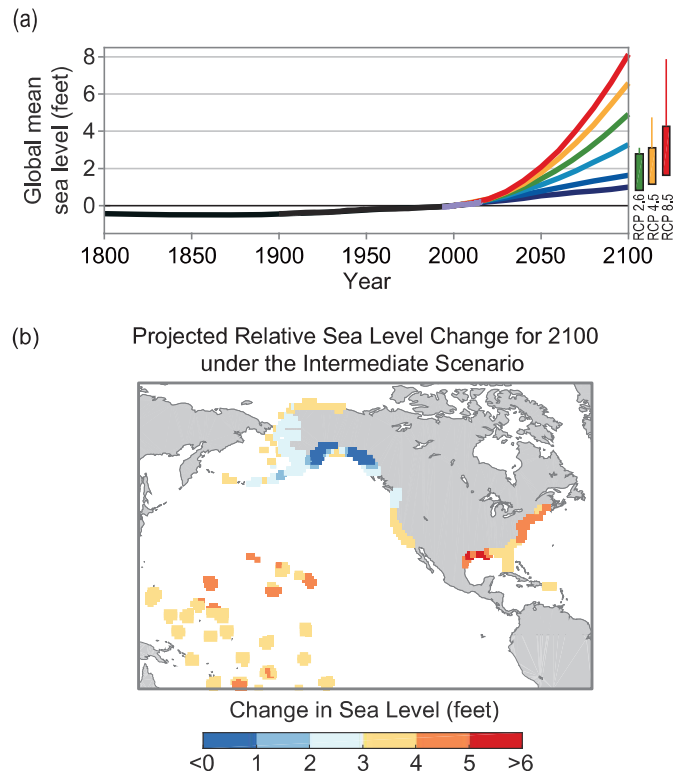 (a)
Global mean
sea level (feet)
8
6
4
2
0
1800 1850 1900 1950 2000 2050 2100
Year
RCP 2.6
RCP 4.5
RCP 8.5
(b)
Projected Relative Sea Level Change for 2100
under the Intermediate Scenario
Change in Sea Level (feet)
<0 1 2 3 4 5 >6